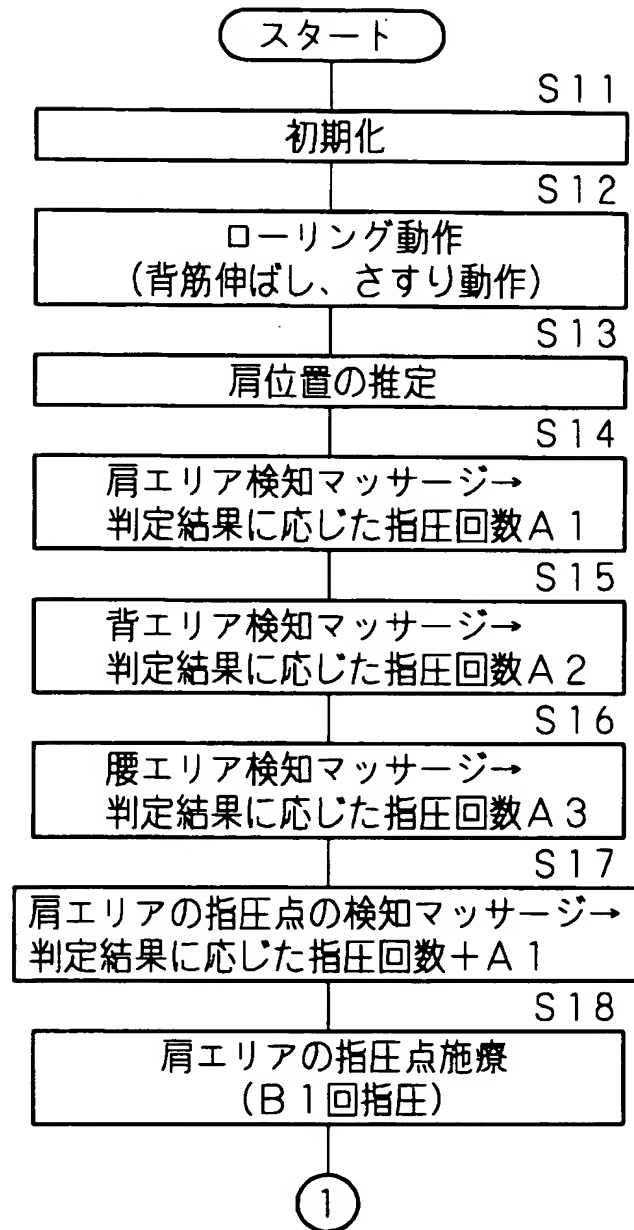 スタート
S11
初期化
S12
ローリング動作
(背筋伸ばし、さすり動作)
S13
肩位置の推定
S14
肩エリア検知マッサージ→
判定結果に応じた指圧回数A1
S15
背エリア検知マッサージ→
判定結果に応じた指圧回数A2
S16
腰エリア検知マッサージ→
判定結果に応じた指圧回数A3
S17
肩エリアの指圧点の検知マッサージ→
判定結果に応じた指圧回数+A1
S18
肩エリアの指圧点施療
(B1回指圧)
1